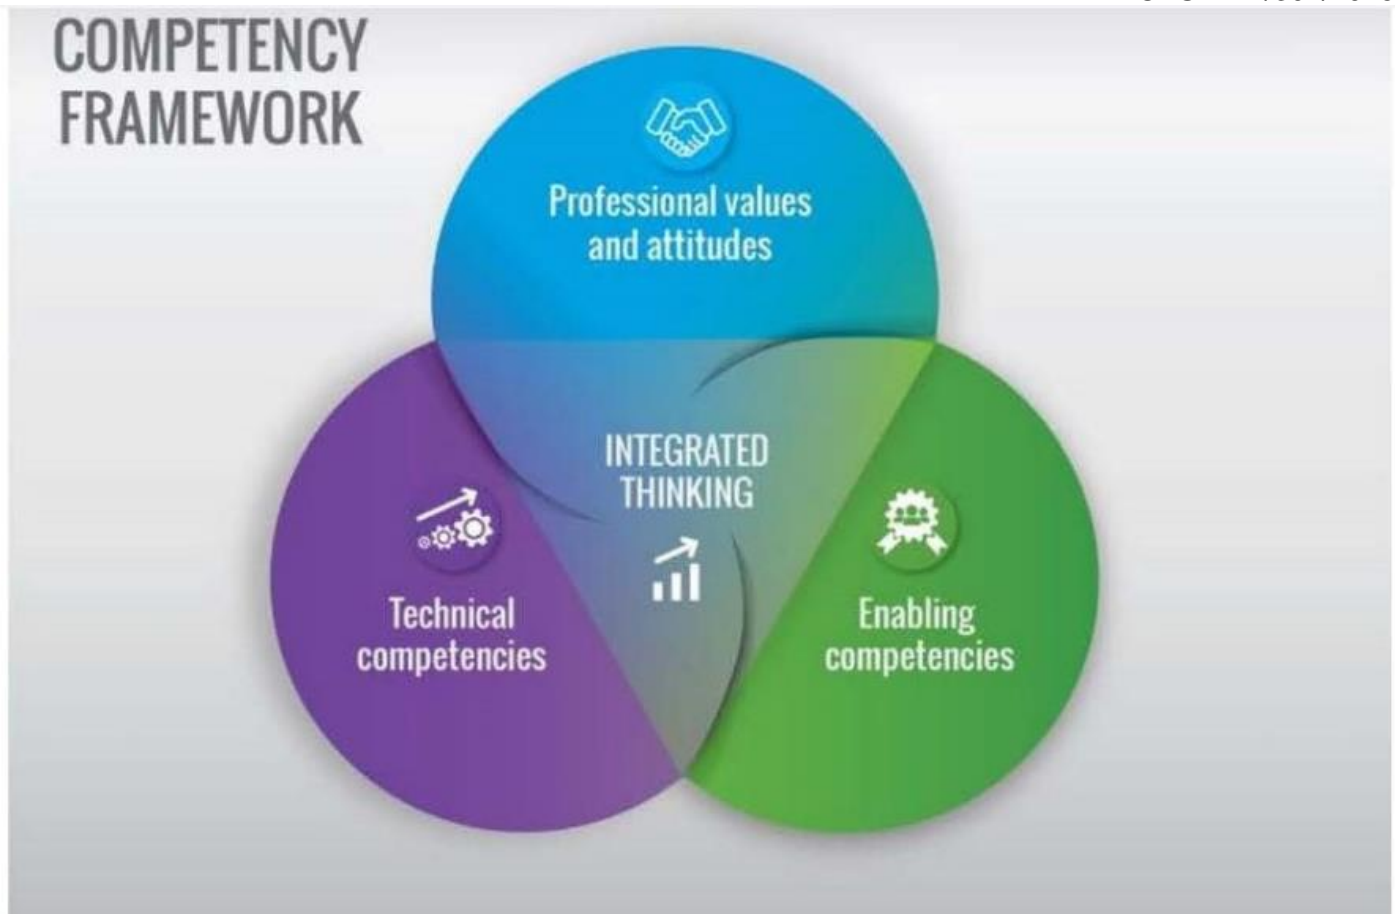 COMPETENCY
FRAMEWORK
Professional values
and attitudes
INTEGRATED
THINKING
Technical
competencies
Enabling
competencies